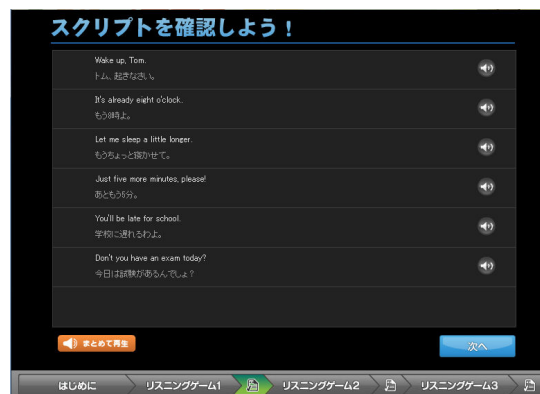 スクリプトを確認しよう！
Wake up, Tom.
トム、起きなさい。
It's already eight o'clock.
もう8時よ。
Let me sleep a little longer.
もうちょっと寝かせて。
Just five more minutes, please!
あともう5分。
You'll be late for school.
学校に遅れるわよ。
Don't you have an exam today?
今日は試験があるんでしょ？
まとめて再生
次へ
はじめに リスニングゲーム1 リスニングゲーム2 リスニングゲーム3